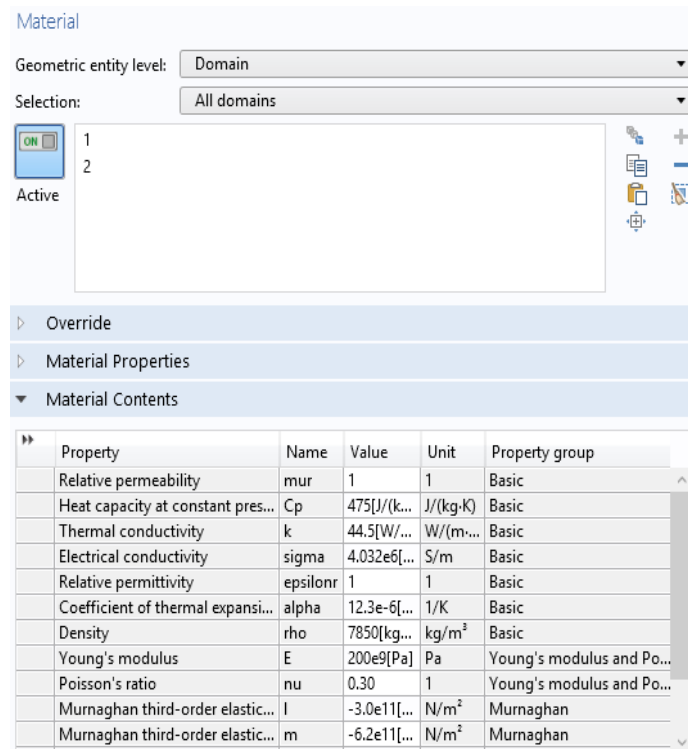 Material
Geometric entity level: Domain
Selection: All domains
ON
1
2
Active
Override
Material Properties
Material Contents
Property Name Value Unit Property group
Relative permeability mur 1 1 Basic
Heat capacity at constant pres... Cp 475[J/(k... J/(kg·K) Basic
Thermal conductivity k 44.5[W/... W/(m·... Basic
Electrical conductivity sigma 4.032e6[... S/m Basic
Relative permittivity epsilonr 1 1 Basic
Coefficient of thermal expansi... alpha 12.3e-6[... 1/K Basic
Density rho 7850[kg... kg/m³ Basic
Young's modulus E 200e9[Pa] Pa Young's modulus and Po...
Poisson's ratio nu 0.30 1 Young's modulus and Po...
Murnaghan third-order elastic... l -3.0e11[... N/m² Murnaghan
Murnaghan third-order elastic... m -6.2e11[... N/m² Murnaghan